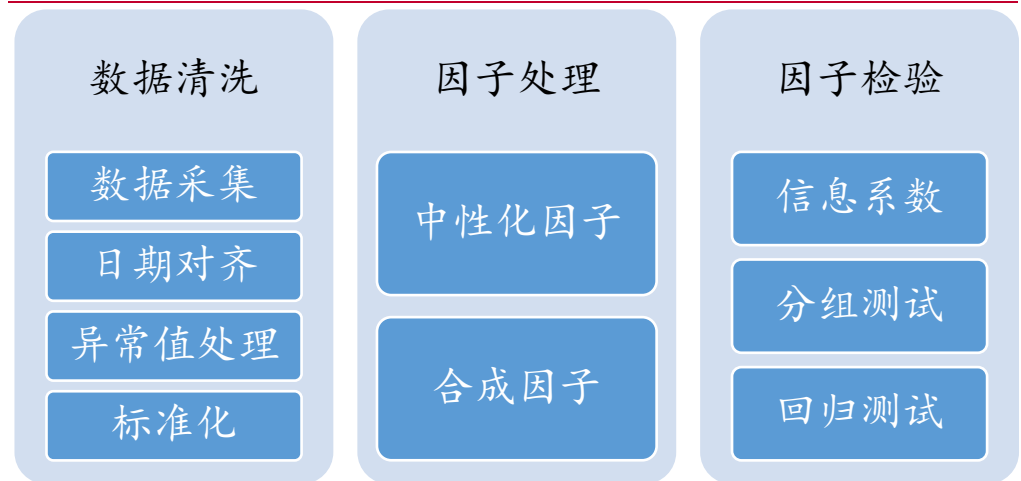 数据清洗
数据采集
日期对齐
异常值处理
标准化
因子处理
中性化因子
合成因子
因子检验
信息系数
分组测试
回归测试